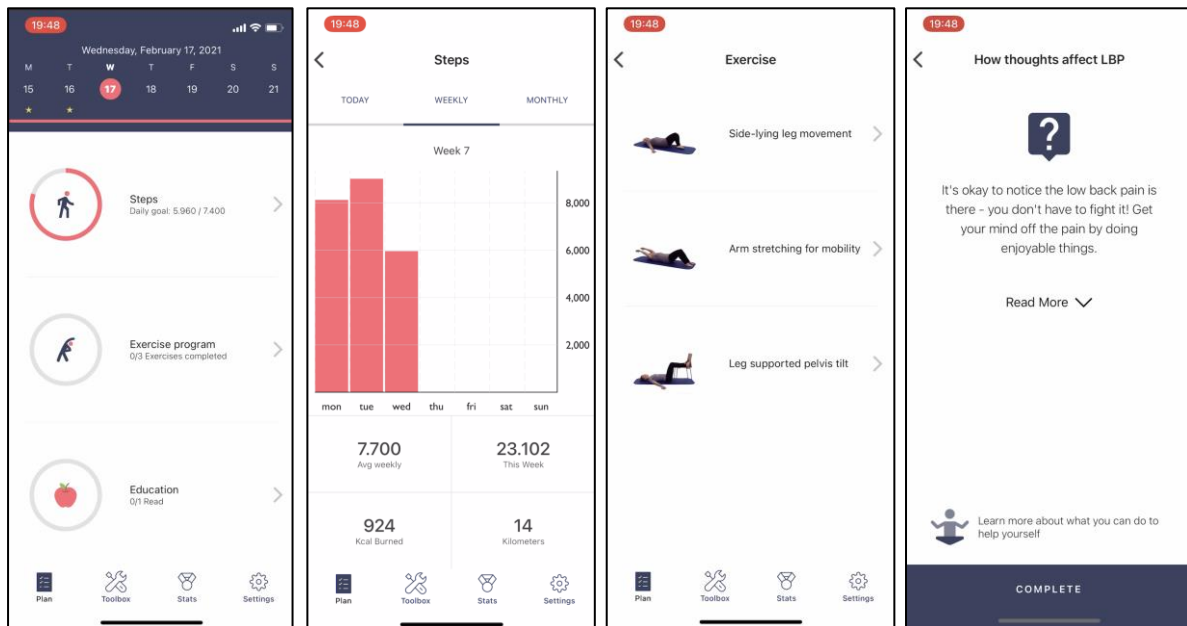 19:48
Wednesday, February 17, 2021
M T W T F S S
15 16 17 18 19 20 21
Steps
Daily goal: 5.960 / 7.400
Exercise program
0/3 Exercises completed
Education
0/1 Read
Plan Toolbox Stats Settings
19:48
Steps
TODAY WEEKLY MONTHLY
Week 7
8,000
6,000
4,000
2,000
mon tue wed thu fri sat sun
7.700 23.102
Avg weekly This Week
924 14
Kcal Burned Kilometers
Plan Toolbox Stats Settings
19:48
Exercise
Side-lying leg movement
Arm stretching for mobility
Leg supported pelvis tilt
Plan Toolbox Stats Settings
19:48
How thoughts affect LBP
?
It's okay to notice the low back pain is
there - you don't have to fight it! Get
your mind off the pain by doing
enjoyable things.
Read More
Learn more about what you can do to
help yourself
COMPLETE